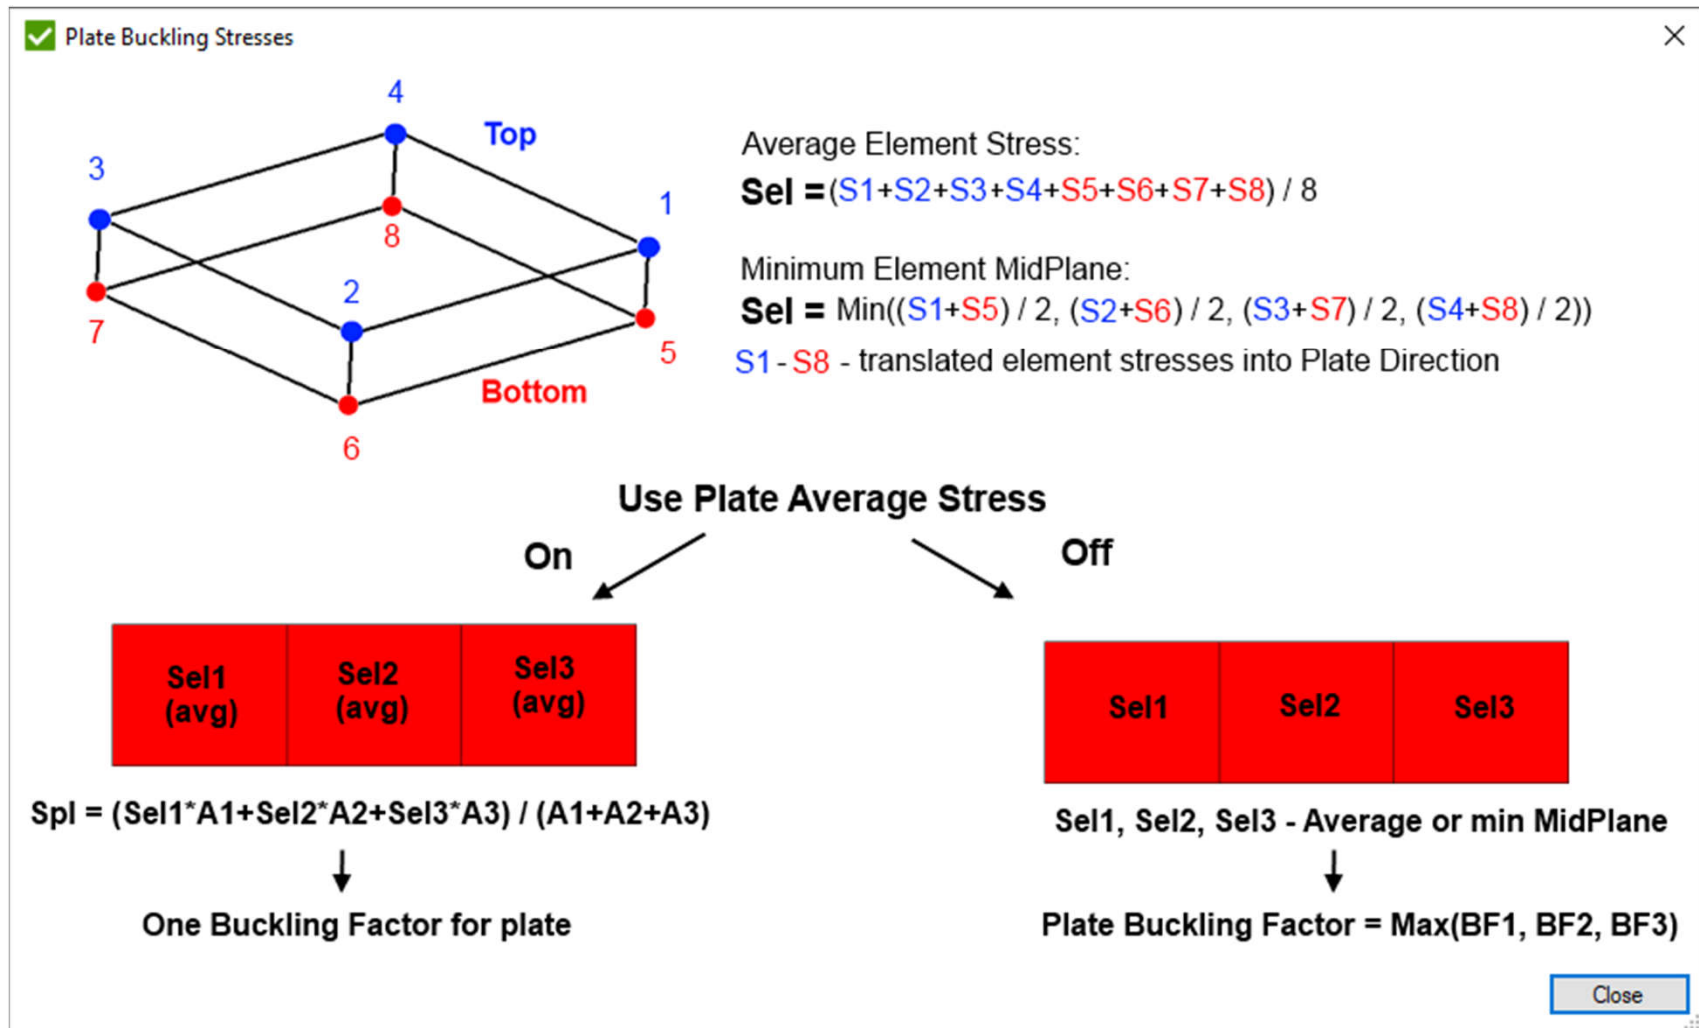 Plate Buckling Stresses
4
Top
3
1
8
2
7
5
Bottom
6
Average Element Stress:
Sel =(S1+S2+S3+S4+S5+S6+S7+S8) / 8
Minimum Element MidPlane:
Sel = Min((S1+S5) / 2, (S2+S6) / 2, (S3+S7) / 2, (S4+S8) / 2))
S1 - S8 - translated element stresses into Plate Direction
Use Plate Average Stress
On
Off
Sel1
(avg)
Sel2
(avg)
Sel3
(avg)
Spl = (Sel1*A1+Sel2*A2+Sel3*A3) / (A1+A2+A3)
One Buckling Factor for plate
Sel1
Sel2
Sel3
Sel1, Sel2, Sel3 - Average or min MidPlane
Plate Buckling Factor = Max(BF1, BF2, BF3)
Close